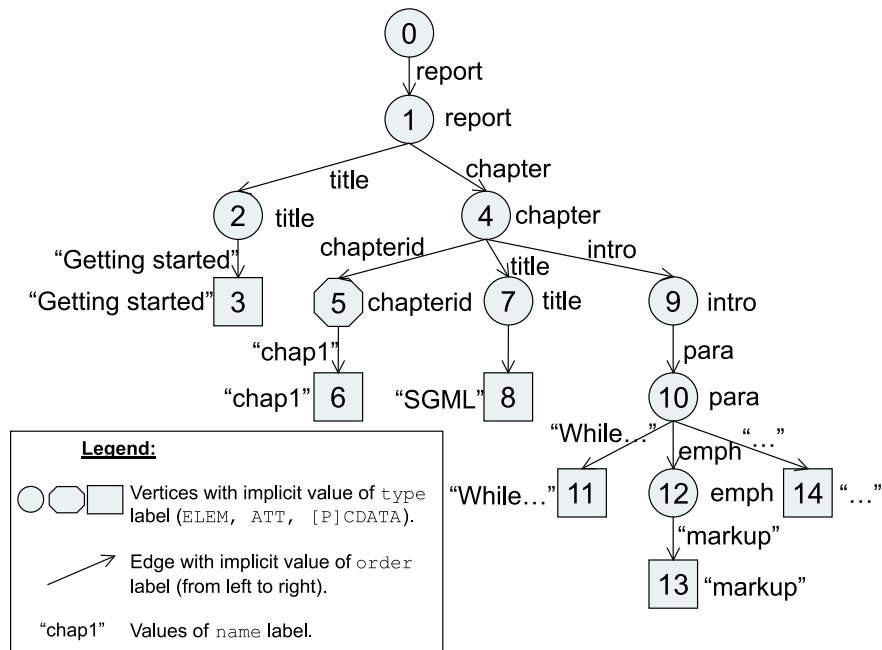 0
report
1 report
title chapter
2 title 4 chapter
“Getting started” chapterid title intro
“Getting started” 3 5 chapterid 7 title 9 intro
“chap1” para
“chap1” 6 “SGML” 8 10 para
“While…” emph “…”
“While…” 11 12 emph 14 “…”
“markup”
13 “markup”
Legend:
Vertices with implicit value of type
label (ELEM, ATT, [P]CDATA).
Edge with implicit value of order
label (from left to right).
“chap1” Values of name label.